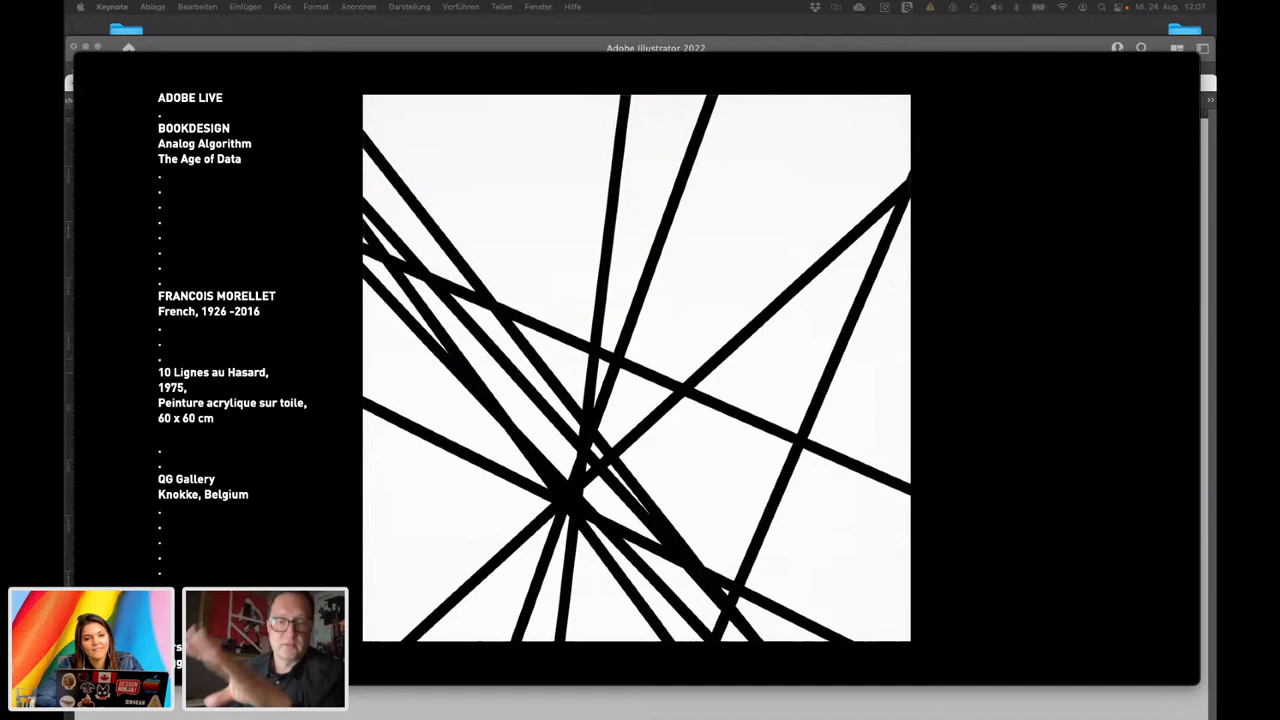 Keynote Ablage Bearbeiten Einfügen Folie Format Anordnen Darstellung Vorführen Teilen Fenster Hilfe
Mi. 24. Aug. 12:07
Adobe Illustrator 2022
ADOBE LIVE
BOOKDESIGN
Analog Algorithm
The Age of Data
FRANCOIS MORELLET
French, 1926 -2016
10 Lignes au Hasard,
1975,
Peinture acrylique sur toile,
60 x 60 cm
QG Gallery
Knokke, Belgium
DESIGN
NINJA!